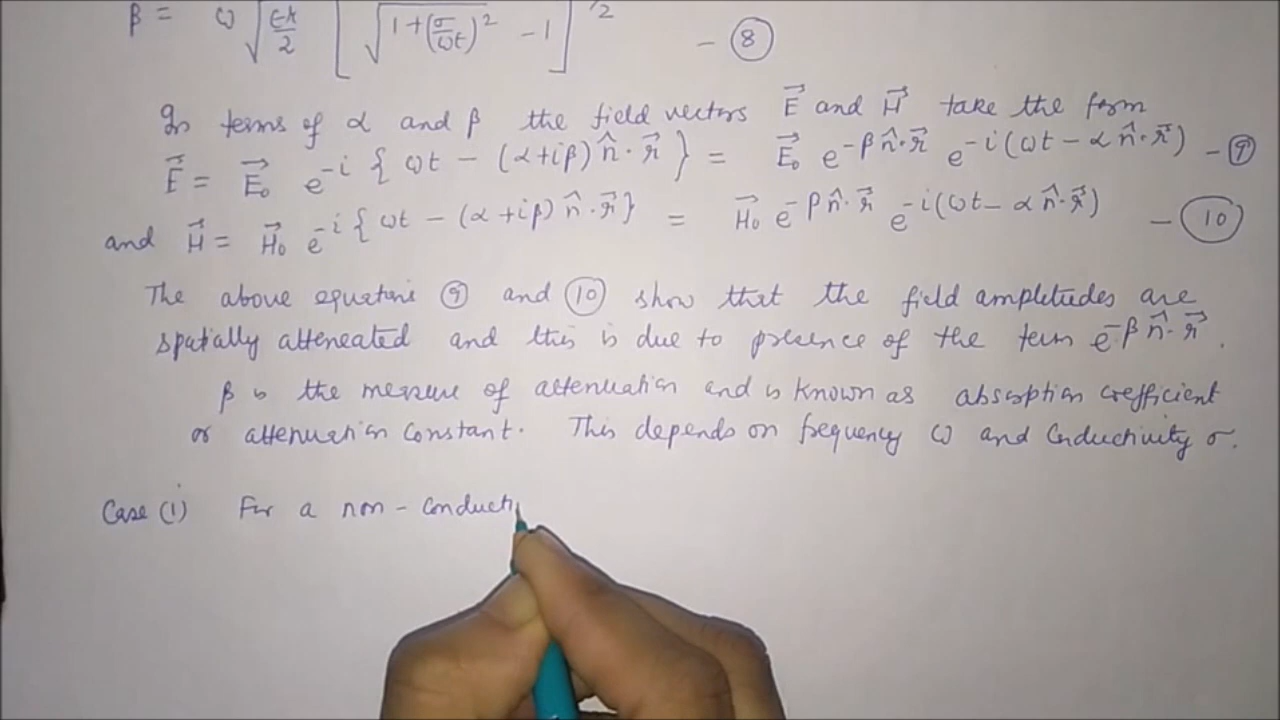 β = ω √(εμ/2) [ √(1+(σ/ωε)²) − 1 ]^1/2 − ⑧
In terms of α and β the field vectors E⃗ and H⃗ take the form
E⃗ = E⃗₀ e^−i{ωt − (α+iβ) n̂·r⃗} = E⃗₀ e^−β n̂·r⃗ e^−i(ωt − α n̂·r⃗) − ⑨
and H⃗ = H⃗₀ e^−i{ωt − (α+iβ) n̂·r⃗} = H⃗₀ e^−β n̂·r⃗ e^−i(ωt − α n̂·r⃗) − ⑩
The above equations ⑨ and ⑩ show that the field amplitudes are
spatially atteneated and this is due to presence of the term e^−β n̂·r⃗.
β is the measure of attenuation and is known as absorption coefficient
or attenuation constant. This depends on frequency ω and Conductivity σ.
Case (i) For a non - Conducti